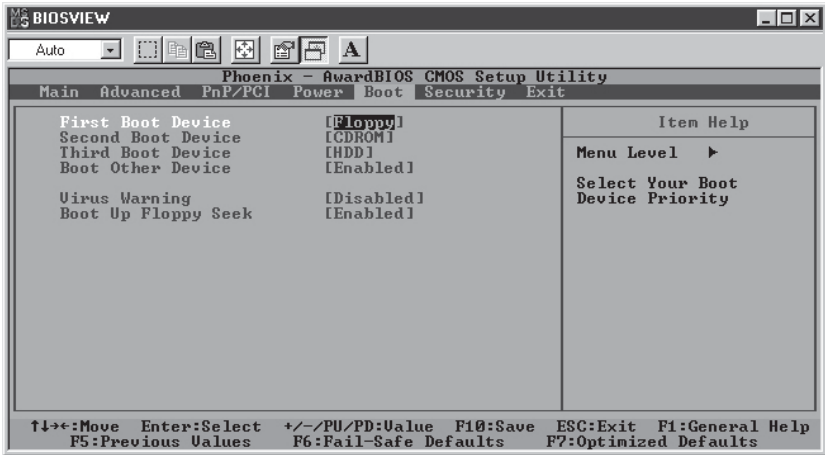 MS DOS BIOSVIEW
Auto A
Phoenix - AwardBIOS CMOS Setup Utility
Main Advanced PnP/PCI Power Boot Security Exit
First Boot Device [Floppy]
Second Boot Device [CDROM]
Third Boot Device [HDD]
Boot Other Device [Enabled]
Virus Warning [Disabled]
Boot Up Floppy Seek [Enabled]
Item Help
Menu Level ▶
Select Your Boot
Device Priority
↑↓→←:Move Enter:Select +/-/PU/PD:Value F10:Save ESC:Exit F1:General Help
F5:Previous Values F6:Fail-Safe Defaults F7:Optimized Defaults